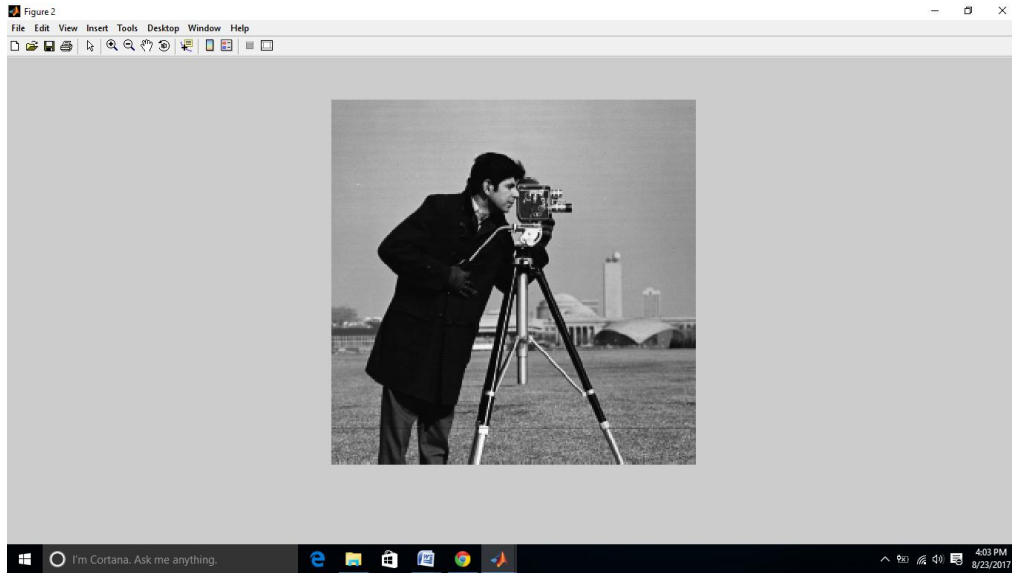 Figure 2
File Edit View Insert Tools Desktop Window Help
I'm Cortana. Ask me anything.
4:03 PM
8/23/2017